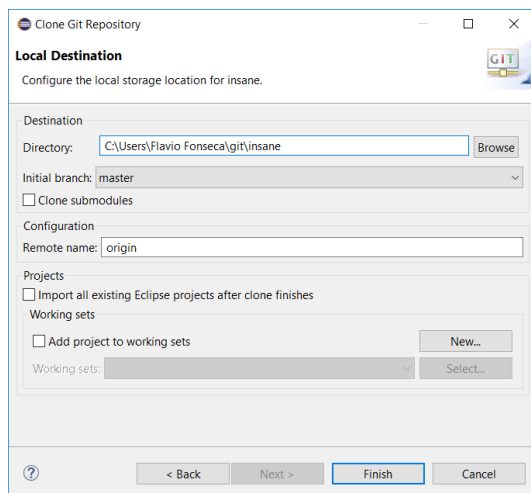 Clone Git Repository
Local Destination
Configure the local storage location for insane.
GIT
Destination
Directory: C:\Users\Flavio Fonseca\git\insane Browse
Initial branch: master
Clone submodules
Configuration
Remote name: origin
Projects
Import all existing Eclipse projects after clone finishes
Working sets
Add project to working sets New...
Working sets: Select...
? < Back Next > Finish Cancel